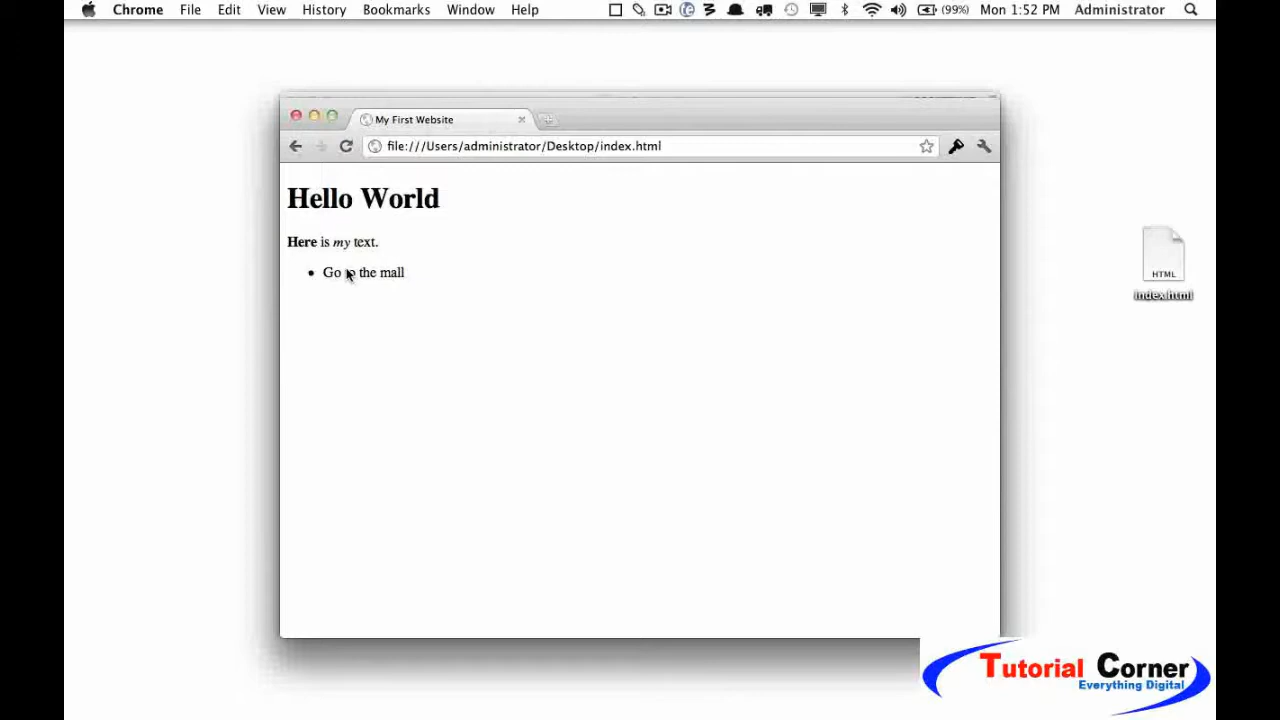 Chrome File Edit View History Bookmarks Window Help (99%) Mon 1:52 PM Administrator
My First Website
file:///Users/administrator/Desktop/index.html
Hello World
Here is my text.
• Go to the mall
HTML
index.html
Tutorial Corner
Everything Digital